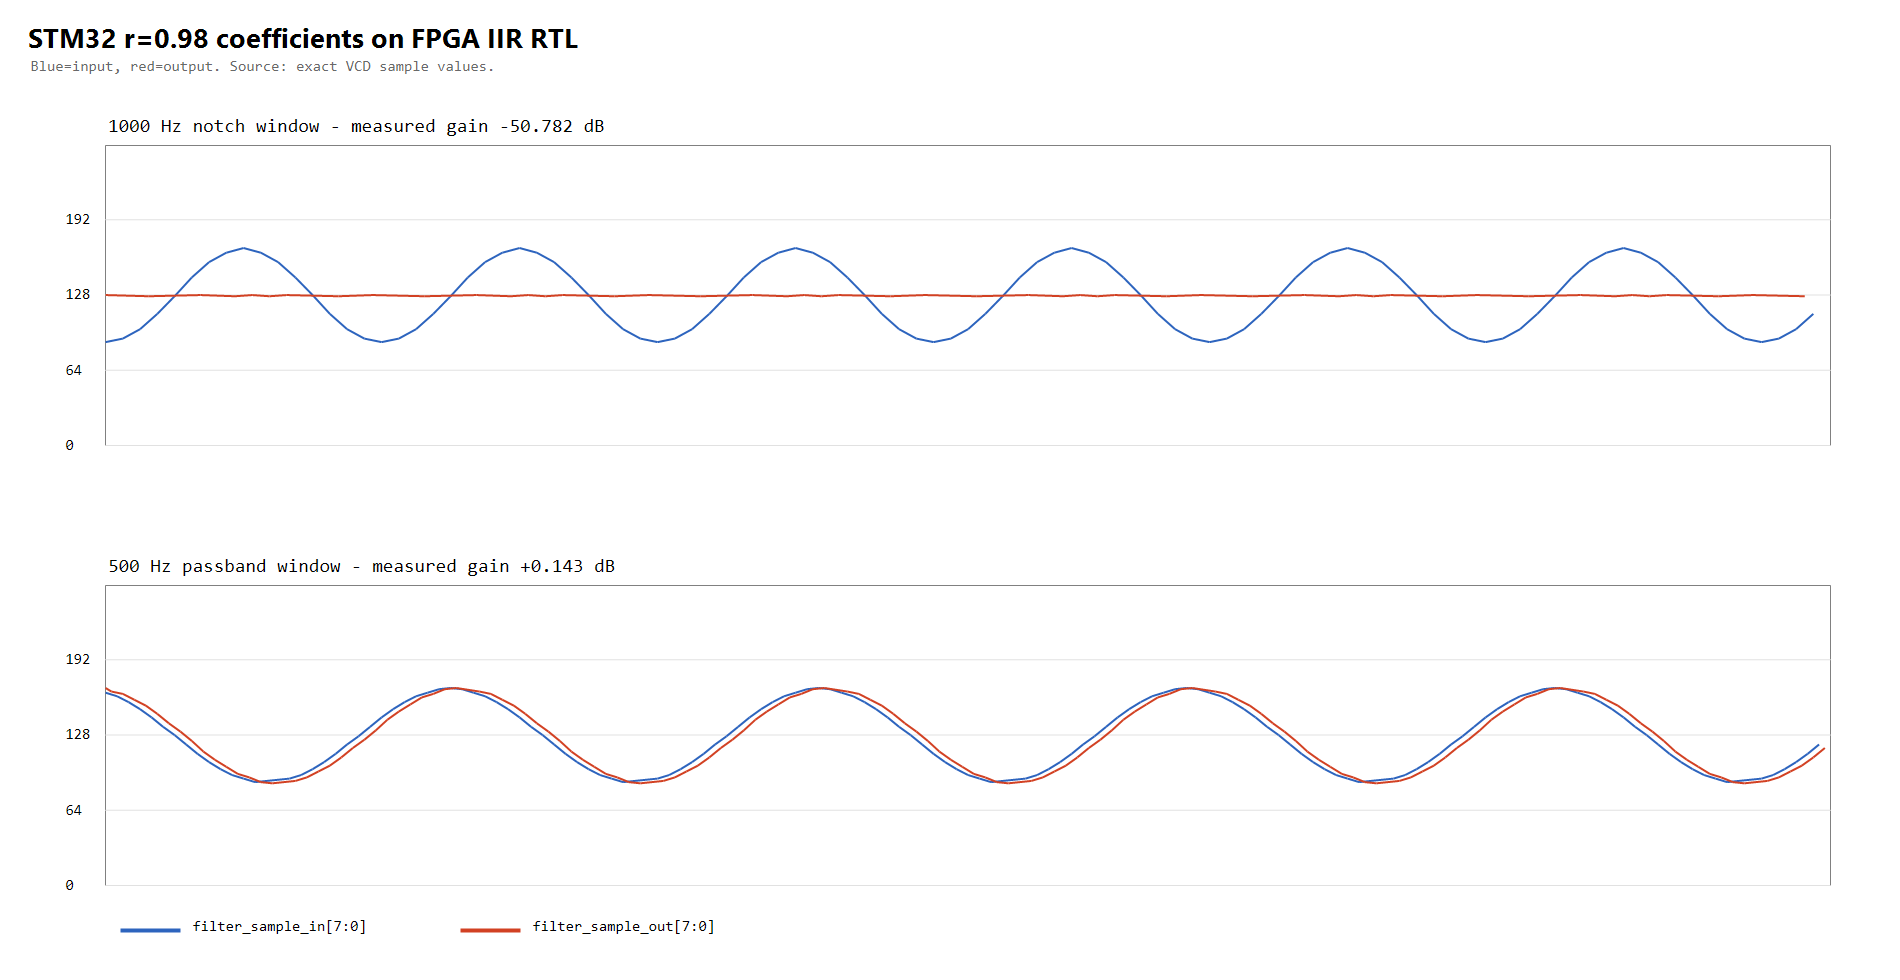 STM32 r=0.98 coefficients on FPGA IIR RTL
Blue=input, red=output. Source: exact VCD sample values.
1000 Hz notch window - measured gain -50.782 dB
192
128
64
0
500 Hz passband window - measured gain +0.143 dB
192
128
64
0
filter_sample_in[7:0] filter_sample_out[7:0]